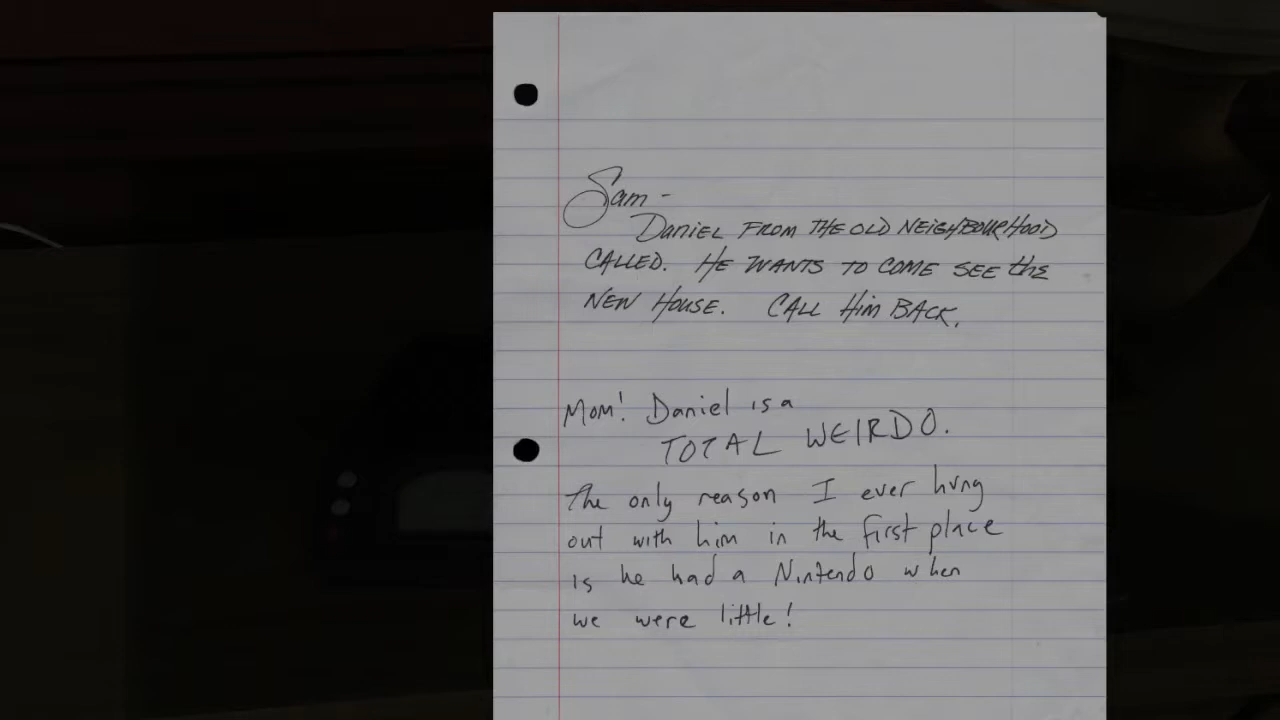 Sam -
Daniel FROM THE OLD NEIGHBOURHOOD
CALLED. HE WANTS TO COME SEE the
NEW HOUSE. CALL Him BACK.
Mom! Daniel is a
TOTAL WEIRDO.
The only reason I ever hung
out with him in the first place
is he had a Nintendo when
we were little!